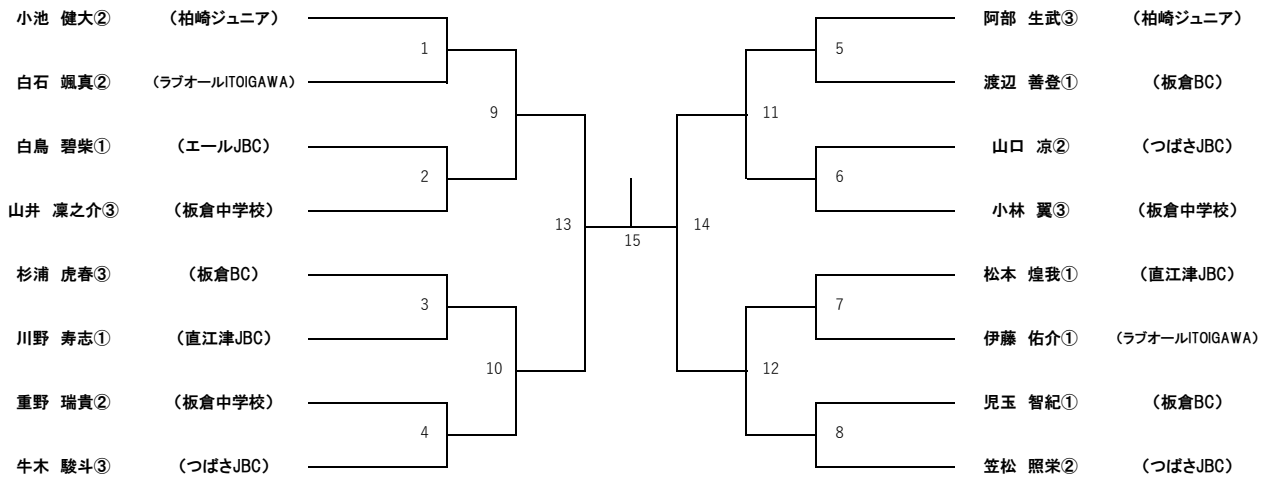 小池 健大② （柏崎ジュニア）
1
白石 颯真② （ラブオールITOIGAWA）
9
白鳥 碧柴① （エールJBC）
2
山井 凜之介③ （板倉中学校）
13
杉浦 虎春③ （板倉BC）
3
川野 寿志① （直江津JBC）
10
重野 瑞貴② （板倉中学校）
4
牛木 駿斗③ （つばさJBC）
15
阿部 生武③ （柏崎ジュニア）
5
渡辺 善登① （板倉BC）
11
山口 凉② （つばさJBC）
6
小林 翼③ （板倉中学校）
14
松本 煌我① （直江津JBC）
7
伊藤 佑介① （ラブオールITOIGAWA）
12
児玉 智紀① （板倉BC）
8
笠松 照栄② （つばさJBC）